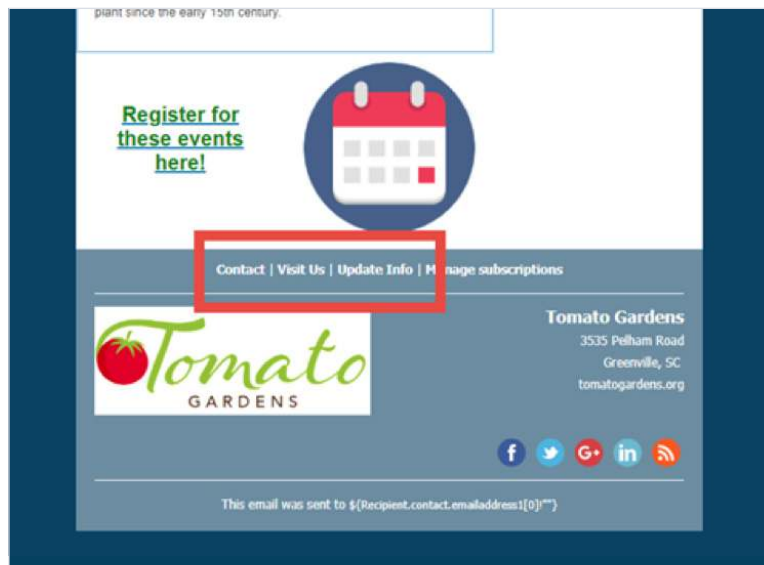 plant since the early 15th century.
Register for
these events
here!
Contact | Visit Us | Update Info | Manage subscriptions
Tomato
GARDENS
Tomato Gardens
3535 Pelham Road
Greenville, SC
tomatogardens.org
f G+ in
This email was sent to ${Recipient.contact.emailaddress1[0]!""}